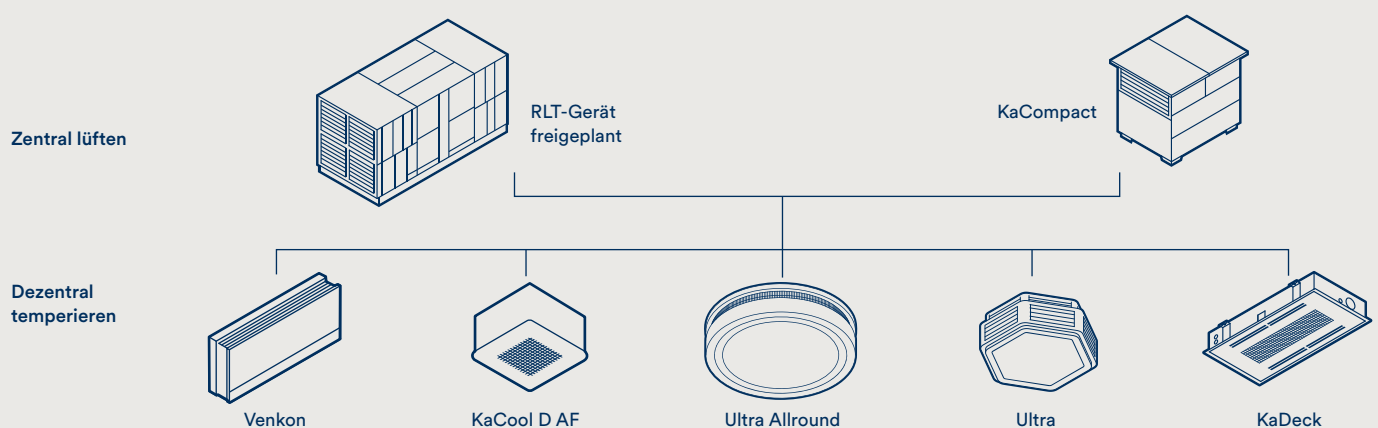 Zentral lüften
RLT-Gerät
freigeplant
KaCompact
Dezentral
temperieren
Venkon
KaCool D AF
Ultra Allround
Ultra
KaDeck